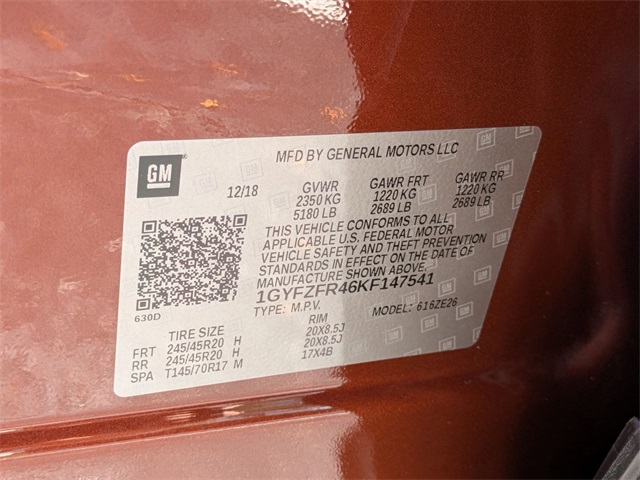 MFD BY GENERAL MOTORS LLC
GM
12/18 GVWR GAWR FRT GAWR RR
2350 KG 1220 KG 1220 KG
5180 LB 2689 LB 2689 LB
THIS VEHICLE CONFORMS TO ALL
APPLICABLE U.S. FEDERAL MOTOR
VEHICLE SAFETY AND THEFT PREVENTION
STANDARDS IN EFFECT ON THE DATE OF
MANUFACTURE SHOWN ABOVE.
1GYFZFR46KF147541
630D
TYPE: M.P.V. MODEL: 616ZE26
TIRE SIZE RIM
FRT 245/45R20 H 20X8.5J
RR 245/45R20 H 20X8.5J
SPA T145/70R17 M 17X4B